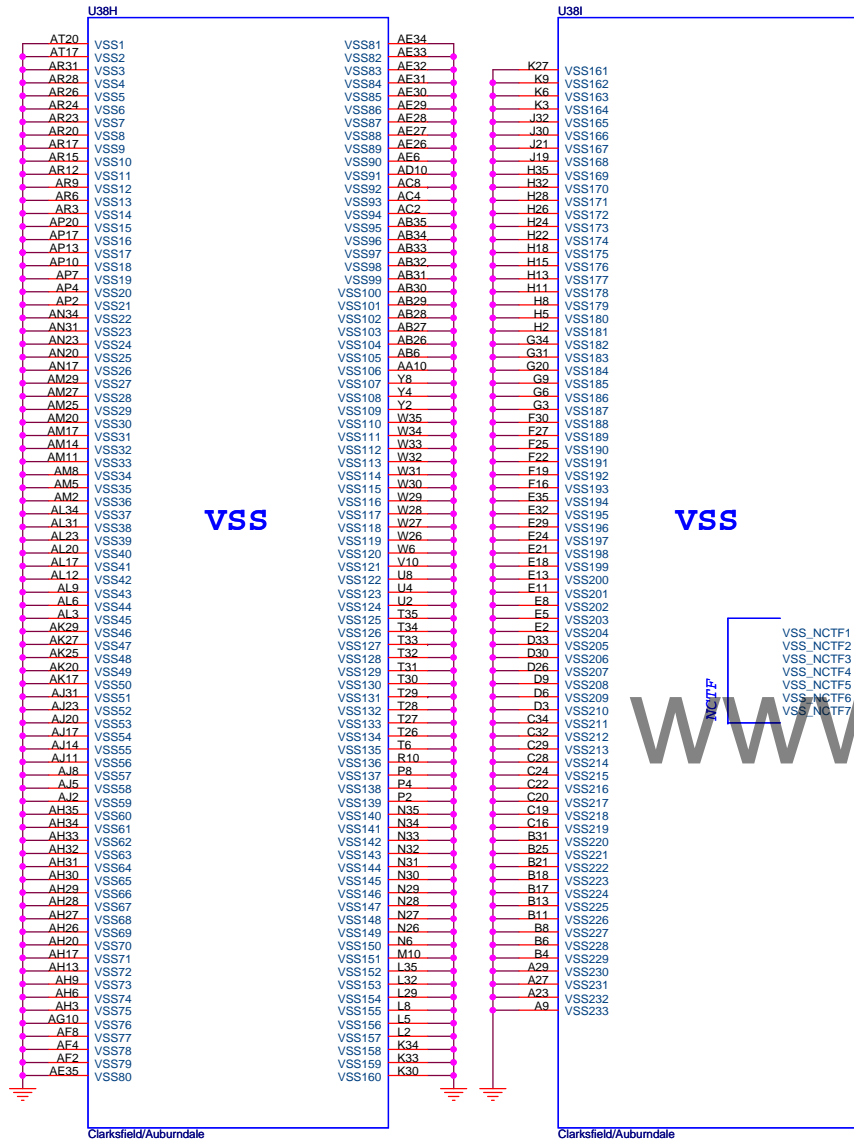 U38H
AT20 VSS1 VSS81 AE34
AT17 VSS2 VSS82 AE33
AR31 VSS3 VSS83 AE32
AR28 VSS4 VSS84 AE31
AR26 VSS5 VSS85 AE30
AR24 VSS6 VSS86 AE29
AR23 VSS7 VSS87 AE28
AR20 VSS8 VSS88 AE27
AR17 VSS9 VSS89 AE26
AR15 VSS10 VSS90 AE6
AR12 VSS11 VSS91 AD10
AR9 VSS12 VSS92 AC8
AR6 VSS13 VSS93 AC4
AR3 VSS14 VSS94 AC2
AP20 VSS15 VSS95 AB35
AP17 VSS16 VSS96 AB34
AP13 VSS17 VSS97 AB33
AP10 VSS18 VSS98 AB32
AP7 VSS19 VSS99 AB31
AP4 VSS20 VSS100 AB30
AP2 VSS21 VSS101 AB29
AN34 VSS22 VSS102 AB28
AN31 VSS23 VSS103 AB27
AN23 VSS24 VSS104 AB26
AN20 VSS25 VSS105 AB6
AN17 VSS26 VSS106 AA10
AM29 VSS27 VSS107 Y8
AM27 VSS28 VSS108 Y4
AM25 VSS29 VSS109 Y2
AM20 VSS30 VSS110 W35
AM17 VSS31 VSS111 W34
AM14 VSS32 VSS112 W33
AM11 VSS33 VSS113 W32
AM8 VSS34 VSS114 W31
AM5 VSS35 VSS115 W30
AM2 VSS36 VSS116 W29
AL34 VSS37 VSS117 W28
AL31 VSS38 VSS118 W27
AL23 VSS39 VSS119 W26
AL20 VSS40 VSS120 W6
AL17 VSS41 VSS121 V10
AL12 VSS42 VSS122 U8
AL9 VSS43 VSS123 U4
AL6 VSS44 VSS124 U2
AL3 VSS45 VSS125 T35
AK29 VSS46 VSS126 T34
AK27 VSS47 VSS127 T33
AK25 VSS48 VSS128 T32
AK20 VSS49 VSS129 T31
AK17 VSS50 VSS130 T30
AJ31 VSS51 VSS131 T29
AJ23 VSS52 VSS132 T28
AJ20 VSS53 VSS133 T27
AJ17 VSS54 VSS134 T26
AJ14 VSS55 VSS135 T6
AJ11 VSS56 VSS136 R10
AJ8 VSS57 VSS137 P8
AJ5 VSS58 VSS138 P4
AJ2 VSS59 VSS139 P2
AH35 VSS60 VSS140 N35
AH34 VSS61 VSS141 N34
AH33 VSS62 VSS142 N33
AH32 VSS63 VSS143 N32
AH31 VSS64 VSS144 N31
AH30 VSS65 VSS145 N30
AH29 VSS66 VSS146 N29
AH28 VSS67 VSS147 N28
AH27 VSS68 VSS148 N27
AH26 VSS69 VSS149 N26
AH20 VSS70 VSS150 N6
AH17 VSS71 VSS151 M10
AH13 VSS72 VSS152 L35
AH9 VSS73 VSS153 L32
AH6 VSS74 VSS154 L29
AH3 VSS75 VSS155 L8
AG10 VSS76 VSS156 L5
AF8 VSS77 VSS157 L2
AF4 VSS78 VSS158 K34
AF2 VSS79 VSS159 K33
AE35 VSS80 VSS160 K30
VSS
Clarksfield/Auburndale
U38I
K27 VSS161
K9 VSS162
K6 VSS163
K3 VSS164
J32 VSS165
J30 VSS166
J21 VSS167
J19 VSS168
H35 VSS169
H32 VSS170
H28 VSS171
H26 VSS172
H24 VSS173
H22 VSS174
H18 VSS175
H15 VSS176
H13 VSS177
H11 VSS178
H8 VSS179
H5 VSS180
H2 VSS181
G34 VSS182
G31 VSS183
G20 VSS184
G9 VSS185
G6 VSS186
G3 VSS187
F30 VSS188
F27 VSS189
F25 VSS190
F22 VSS191
F19 VSS192
F16 VSS193
E35 VSS194
E32 VSS195
E29 VSS196
E24 VSS197
E21 VSS198
E18 VSS199
E13 VSS200
E11 VSS201
E8 VSS202
E5 VSS203
E2 VSS204
D33 VSS205
D30 VSS206
D26 VSS207
D9 VSS208
D6 VSS209
D3 VSS210
C34 VSS211
C32 VSS212
C29 VSS213
C28 VSS214
C24 VSS215
C22 VSS216
C20 VSS217
C19 VSS218
C16 VSS219
B31 VSS220
B25 VSS221
B21 VSS222
B18 VSS223
B17 VSS224
B13 VSS225
B11 VSS226
B8 VSS227
B6 VSS228
B4 VSS229
A29 VSS230
A27 VSS231
A23 VSS232
A9 VSS233
VSS
NCTF
VSS_NCTF1
VSS_NCTF2
VSS_NCTF3
VSS_NCTF4
VSS_NCTF5
VSS_NCTF6
VSS_NCTF7
Clarksfield/Auburndale